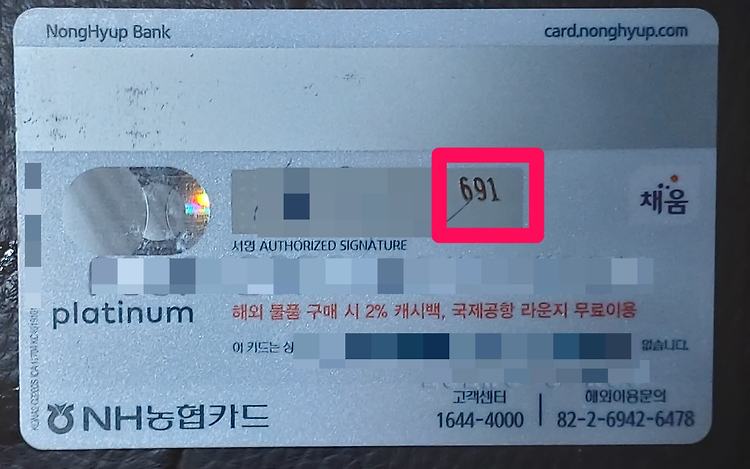 NongHyup Bank
card.nonghyup.com
691
채움
서명 AUTHORIZED SIGNATURE
platinum
해외 물품 구매 시 2% 캐시백, 국제공항 라운지 무료이용
이 카드는 상
없습니다.
NH농협카드
고객센터
1644-4000
해외이용문의
82-2-6942-6478